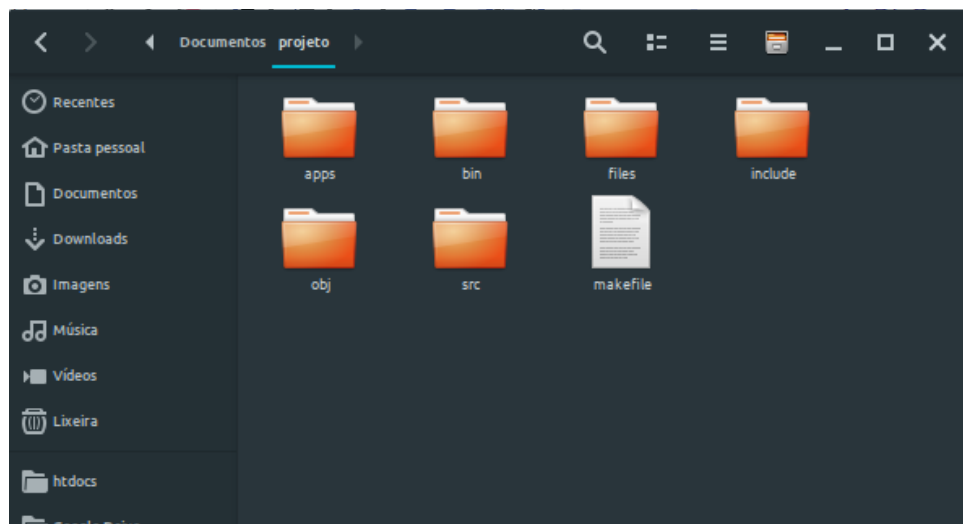 Documentos projeto
Recentes
Pasta pessoal
Documentos
Downloads
Imagens
Música
Vídeos
Lixeira
htdocs
apps bin files include
obj src makefile